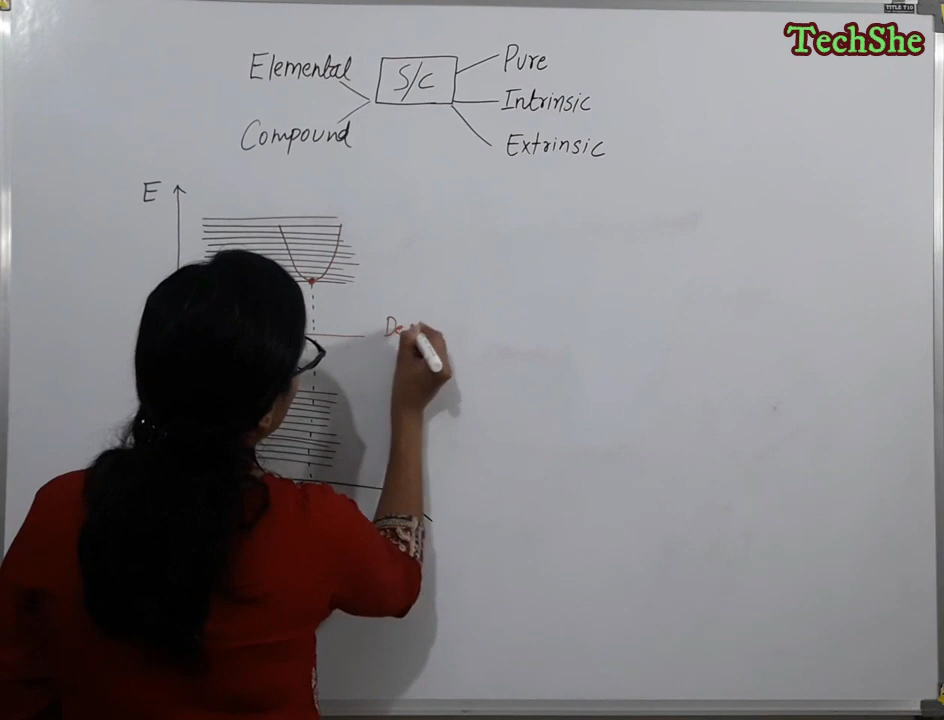 TechShe
Elemental
S/C
Pure
Intrinsic
Compound
Extrinsic
E